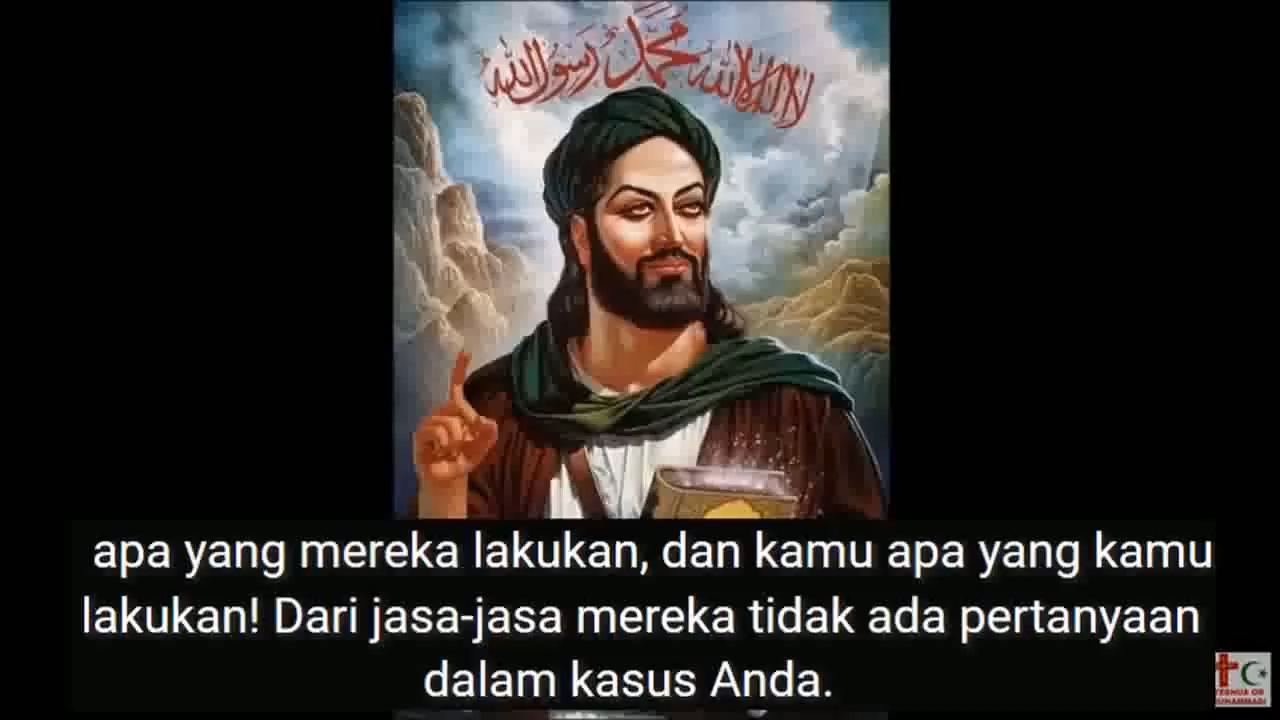 لا اله الا الله محمد رسول الله
apa yang mereka lakukan, dan kamu apa yang kamu
lakukan! Dari jasa-jasa mereka tidak ada pertanyaan
dalam kasus Anda.